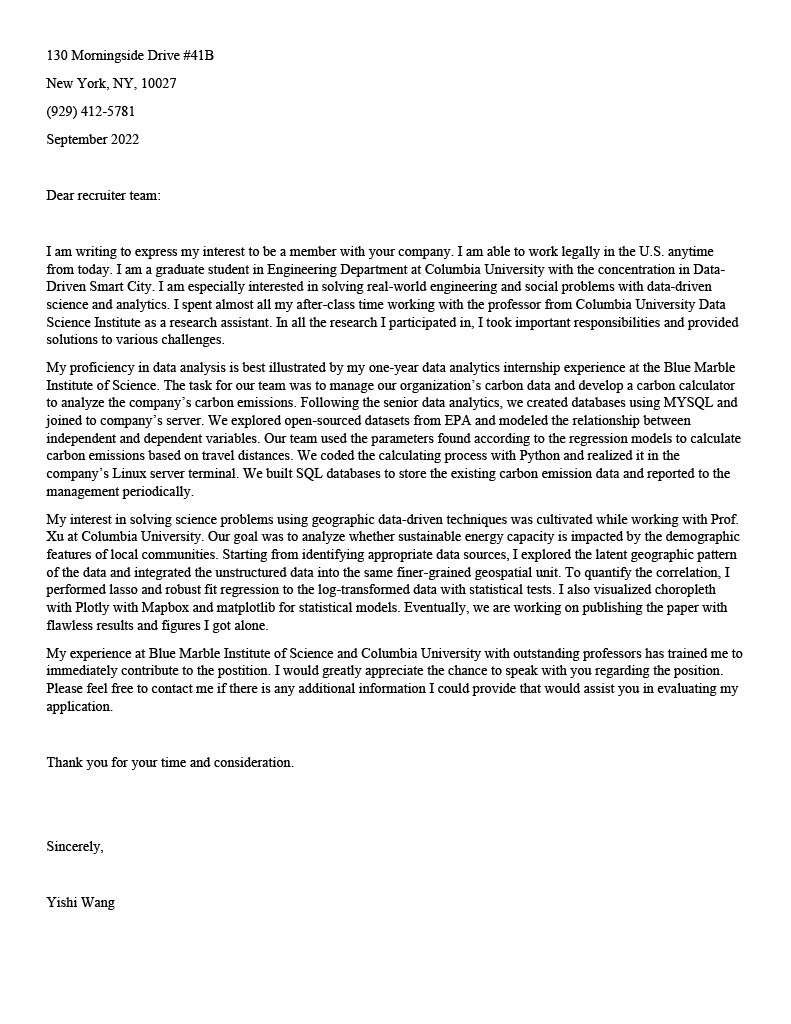 130 Morningside Drive #41B
New York, NY, 10027
(929) 412-5781
September 2022
Dear recruiter team:
I am writing to express my interest to be a member with your company. I am able to work legally in the U.S. anytime
from today. I am a graduate student in Engineering Department at Columbia University with the concentration in Data-
Driven Smart City. I am especially interested in solving real-world engineering and social problems with data-driven
science and analytics. I spent almost all my after-class time working with the professor from Columbia University Data
Science Institute as a research assistant. In all the research I participated in, I took important responsibilities and provided
solutions to various challenges.
My proficiency in data analysis is best illustrated by my one-year data analytics internship experience at the Blue Marble
Institute of Science. The task for our team was to manage our organization’s carbon data and develop a carbon calculator
to analyze the company’s carbon emissions. Following the senior data analytics, we created databases using MYSQL and
joined to company’s server. We explored open-sourced datasets from EPA and modeled the relationship between
independent and dependent variables. Our team used the parameters found according to the regression models to calculate
carbon emissions based on travel distances. We coded the calculating process with Python and realized it in the
company’s Linux server terminal. We built SQL databases to store the existing carbon emission data and reported to the
management periodically.
My interest in solving science problems using geographic data-driven techniques was cultivated while working with Prof.
Xu at Columbia University. Our goal was to analyze whether sustainable energy capacity is impacted by the demographic
features of local communities. Starting from identifying appropriate data sources, I explored the latent geographic pattern
of the data and integrated the unstructured data into the same finer-grained geospatial unit. To quantify the correlation, I
performed lasso and robust fit regression to the log-transformed data with statistical tests. I also visualized choropleth
with Plotly with Mapbox and matplotlib for statistical models. Eventually, we are working on publishing the paper with
flawless results and figures I got alone.
My experience at Blue Marble Institute of Science and Columbia University with outstanding professors has trained me to
immediately contribute to the postition. I would greatly appreciate the chance to speak with you regarding the position.
Please feel free to contact me if there is any additional information I could provide that would assist you in evaluating my
application.
Thank you for your time and consideration.
Sincerely,
Yishi Wang